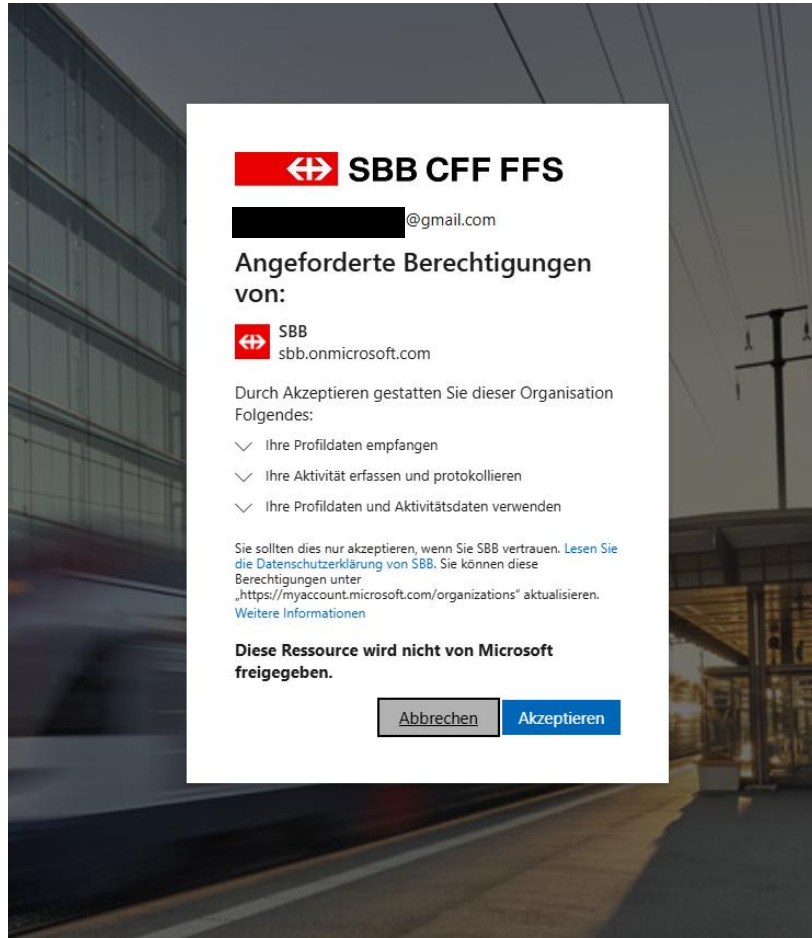 SBB CFF FFS
@gmail.com
Angeforderte Berechtigungen
von:
SBB
sbb.onmicrosoft.com
Durch Akzeptieren gestatten Sie dieser Organisation
Folgendes:
Ihre Profildaten empfangen
Ihre Aktivität erfassen und protokollieren
Ihre Profildaten und Aktivitätsdaten verwenden
Sie sollten dies nur akzeptieren, wenn Sie SBB vertrauen. Lesen Sie
die Datenschutzerklärung von SBB. Sie können diese
Berechtigungen unter
„https://myaccount.microsoft.com/organizations“ aktualisieren.
Weitere Informationen
Diese Ressource wird nicht von Microsoft
freigegeben.
Abbrechen Akzeptieren